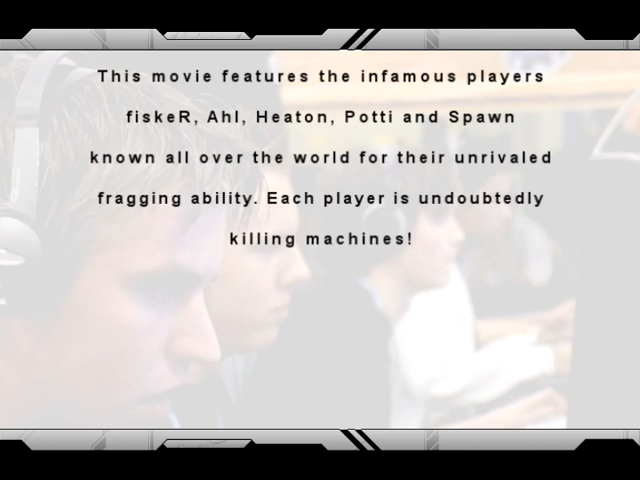 This movie features the infamous players
fiskeR, Ahl, Heaton, Potti and Spawn
known all over the world for their unrivaled
fragging ability. Each player is undoubtedly
killing machines!